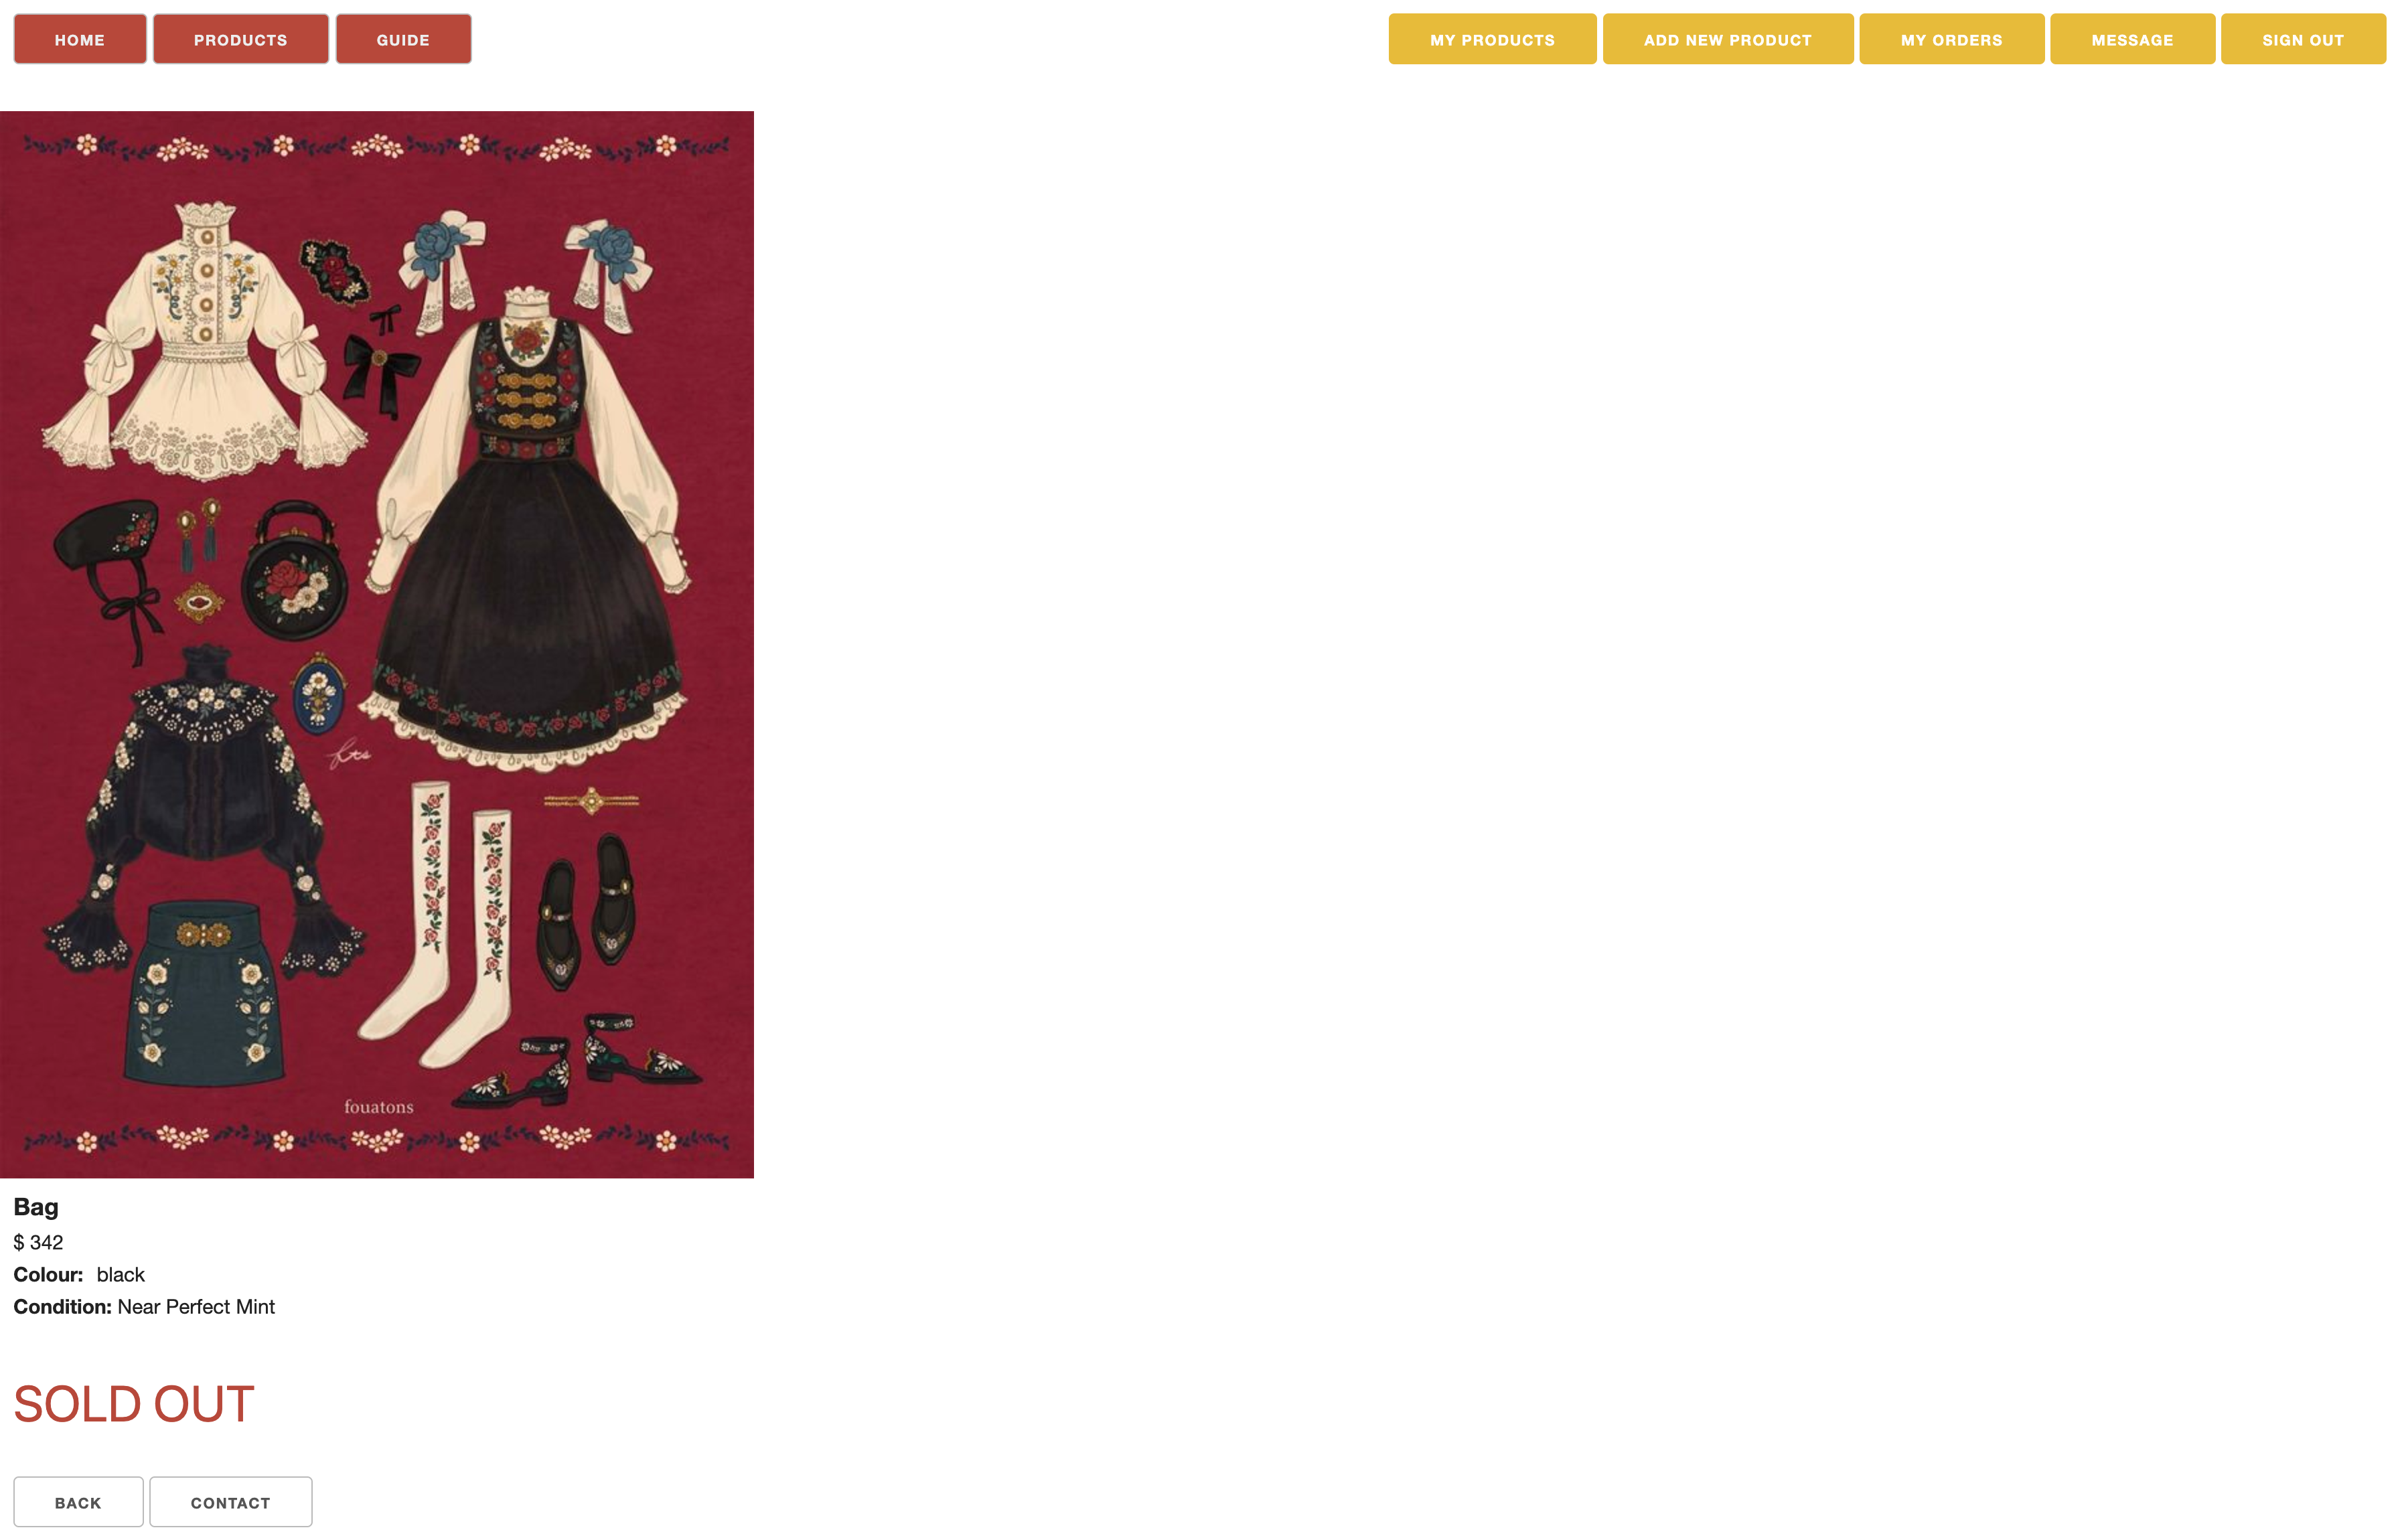 HOME PRODUCTS GUIDE MY PRODUCTS ADD NEW PRODUCT MY ORDERS MESSAGE SIGN OUT
fts
fouatons
Bag
$ 342
Colour: black
Condition: Near Perfect Mint
SOLD OUT
BACK CONTACT